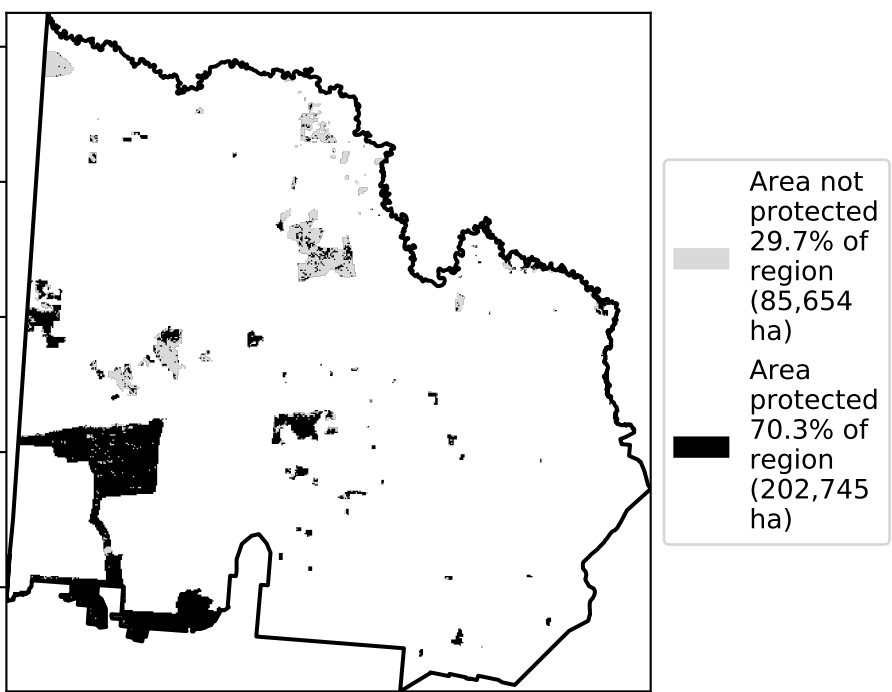 Area not
protected
29.7% of
region
(85,654
ha)
Area
protected
70.3% of
region
(202,745
ha)